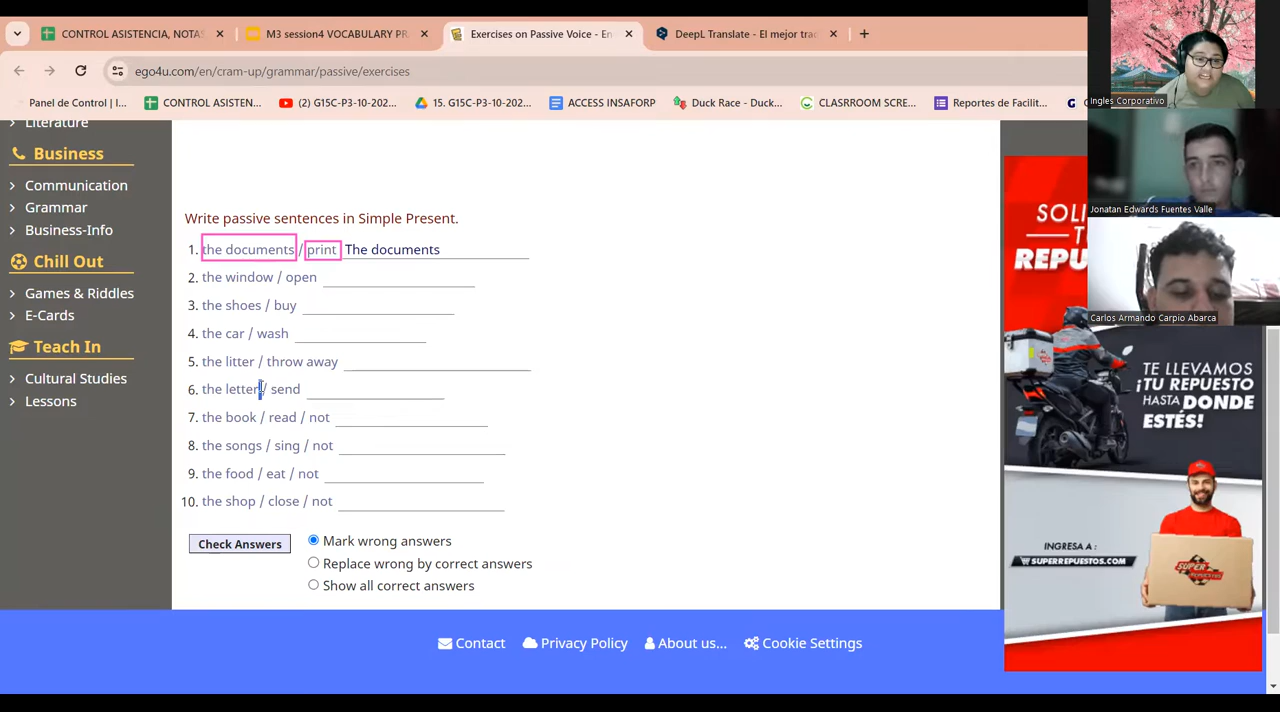 CONTROL ASISTENCIA, NOTAS
M3 session4 VOCABULARY PR
Exercises on Passive Voice - En
DeepL Translate - El mejor tra
ego4u.com/en/cram-up/grammar/passive/exercises
Panel de Control | I...
CONTROL ASISTEN...
(2) G15C-P3-10-202...
15. G15C-P3-10-202...
ACCESS INSAFORP
Duck Race - Duck...
CLASRROOM SCRE...
Reportes de Facilit...
Ingles Corporativo
Jonatan Edwards Fuentes Valle
Carlos Armando Carpio Abarca
Literature
Business
Communication
Grammar
Business-Info
Chill Out
Games & Riddles
E-Cards
Teach In
Cultural Studies
Lessons
Write passive sentences in Simple Present.
1. the documents / print The documents
2. the window / open
3. the shoes / buy
4. the car / wash
5. the litter / throw away
6. the letter / send
7. the book / read / not
8. the songs / sing / not
9. the food / eat / not
10. the shop / close / not
Check Answers
Mark wrong answers
Replace wrong by correct answers
Show all correct answers
Contact
Privacy Policy
About us...
Cookie Settings
TE LLEVAMOS
¡TU REPUESTO
HASTA DONDE
ESTÉS!
INGRESA A :
SUPERREPUESTOS.COM